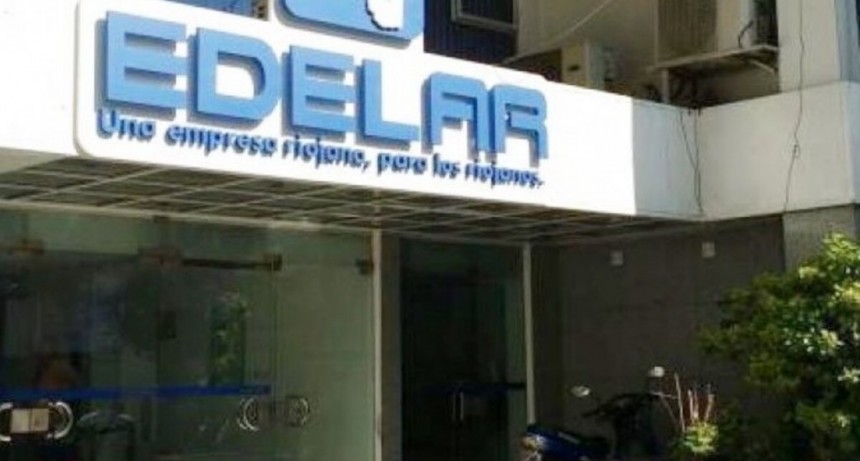 EDELAR
Una empresa riojana, para los riojanos.